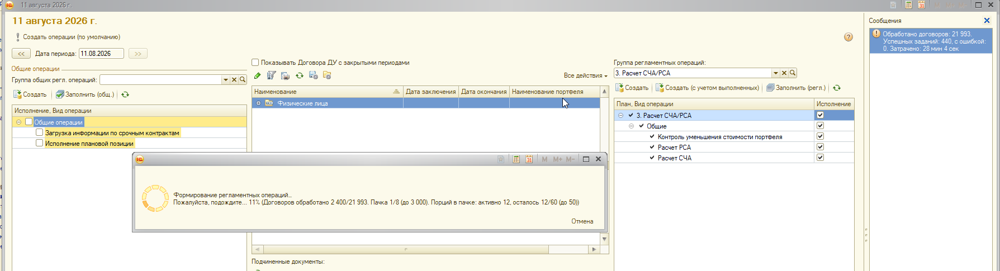 11 августа 2026 г.
M M+ M-
11 августа 2026 г.
Создать операции (по умолчанию)
<< Дата периода: 11.08.2026 >>
Общие операции
Группа общих регл. операций:
Создать Заполнить (общ.)
Исполнение, Вид операции
Общие операции
Загрузка информации по срочным контрактам
Исполнение плановой позиции
Показывать Договора ДУ с закрытыми периодами
Все действия
Наименование Дата заключения Дата окончания Наименование портфеля
Физические лица
Подчиненные документы:
Группа регламентных операций:
3. Расчет СЧА/РСА
Создать Создать (с учетом выполненных) Заполнить (регл.)
План, Вид операции Исполнение
3. Расчет СЧА/РСА
Общие
Контроль уменьшения стоимости портфеля
Расчет РСА
Расчет СЧА
M M+ M-
Формирование регламентных операций...
Пожалуйста, подождите... 11% (Договоров обработано 2 400/21 993. Пачка 1/8 (до 3 000). Порций в пачке: активно 12, осталось 12/60 (до 50))
Отмена
Сообщения
Обработано договоров: 21 993.
Успешных заданий: 440, с ошибкой:
0. Затрачено: 28 мин 4 сек